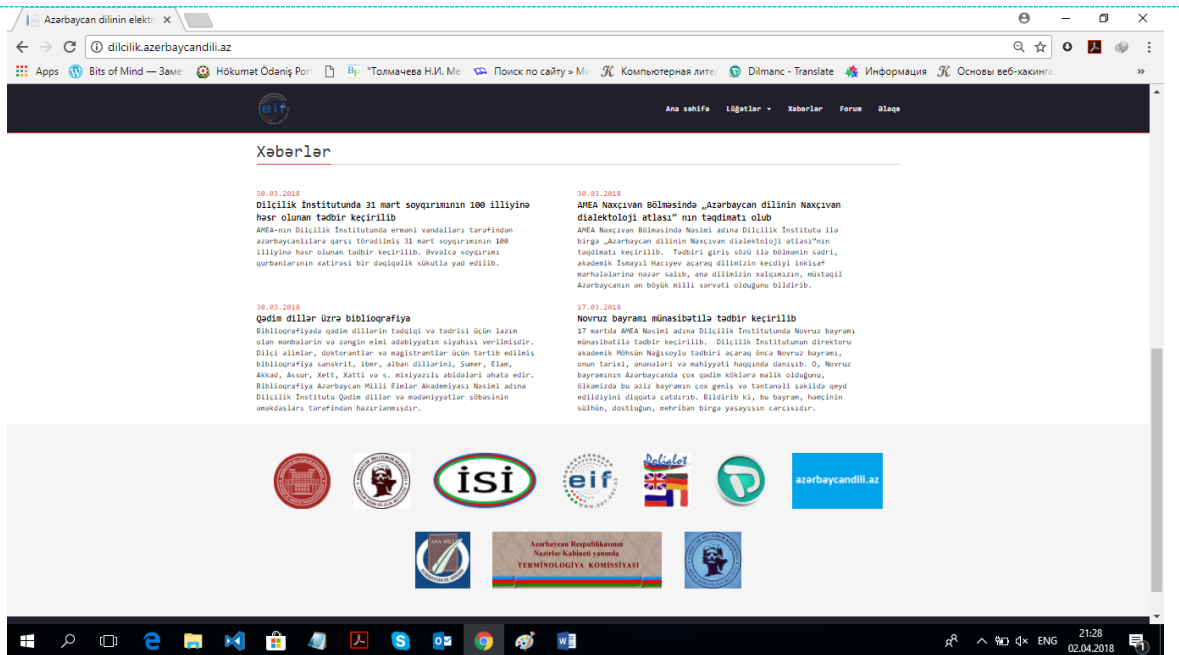 Azərbaycan dilinin elektr
dilcilik.azerbaycandili.az
Apps
Bits of Mind — Замет
Hökumət Ödəniş Port
"Толмачева Н.И. Ме
Поиск по сайту » Ми
Компьютерная лите
Dilmanc - Translate
Информация
Основы веб-хакинга
»
eif
Ana səhifə Lüğətlər Xəbərlər Forum Əlaqə
Xəbərlər
30.03.2018
Dilçilik İnstitutunda 31 mart soyqırımının 100 illiyinə
həsr olunan tədbir keçirilib
AMEA-nın Dilçilik İnstitutunda erməni vandalları tərəfindən
azərbaycanlılara qarşı törədilmiş 31 mart soyqırımının 100
illiyinə həsr olunan tədbir keçirilib. Əvvəlcə soyqırımı
qurbanlarının xatirəsi bir dəqiqəlik sükutla yad edilib.
30.03.2018
AMEA Naxçıvan Bölməsində „Azərbaycan dilinin Naxçıvan
dialektoloji atlası” nın təqdimatı olub
AMEA Naxçıvan Bölməsində Nəsimi adına Dilçilik İnstitutu ilə
birgə „Azərbaycan dilinin Naxçıvan dialektoloji atlası”nın
təqdimatı keçirilib. Tədbiri giriş sözü ilə bölmənin sədri,
akademik İsmayıl Hacıyev açaraq dilimizin keçdiyi inkişaf
mərhələlərinə nəzər salıb, ana dilimizin xalqımızın, müstəqil
Azərbaycanın ən böyük milli sərvəti olduğunu bildirib.
30.03.2018
Qədim dillər üzrə biblioqrafiya
Biblioqrafiyada qədim dillərin tədqiqi və tədrisi üçün lazım
olan mənbələrin və zəngin elmi ədəbiyyatın siyahısı verilmişdir.
Dilçi alimlər, doktorantlar və magistrantlar üçün tərtib edilmiş
biblioqrafiya sanskrit, iber, alban dillərini, Şumer, Elam,
Akkad, Assur, Xett, Xatti və s. mixiyazılı abidələri əhatə edir.
Biblioqrafiya Azərbaycan Milli Elmlər Akademiyası Nəsimi adına
Dilçilik İnstitutu Qədim dillər və mədəniyyətlər şöbəsinin
əməkdaşları tərəfindən hazırlanmışdır.
17.03.2018
Novruz bayramı münasibətilə tədbir keçirilib
17 martda AMEA Nəsimi adına Dilçilik İnstitutunda Novruz bayramı
münasibətilə tədbir keçirilib. Dilçilik İnstitutunun direktoru
akademik Möhsün Nağısoylu tədbiri açaraq öncə Novruz bayramı,
onun tarixi, ənənələri və mahiyyəti haqqında danışıb. O, Novruz
bayramının Azərbaycanda çox qədim köklərə malik olduğunu,
ölkəmizdə bu əziz bayramın çox geniş və təntənəli şəkildə qeyd
edildiyini diqqətə çatdırıb. Bildirib ki, bu bayram, həmçinin
sülhün, dostluğun, mehriban birgə yaşayışın carçısıdır.
İSİ
eif
Poliqlot
azərbaycandili.az
ANA DİLİ
Azərbaycan Respublikasının
Nazirlər Kabineti yanında
TERMİNOLOGİYA KOMİSSİYASI
ENG
21:28
02.04.2018